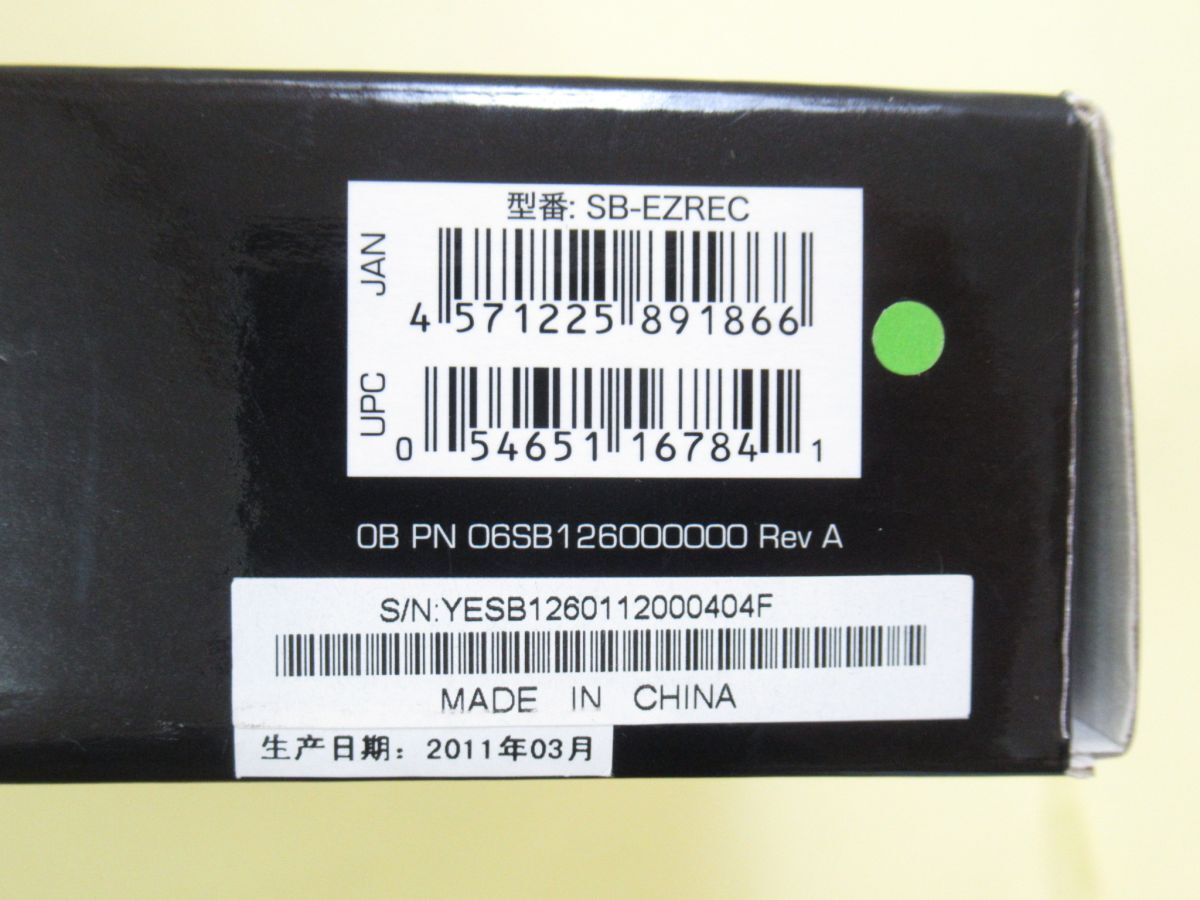 型番: SB-EZREC
JAN
4 571225 891866
UPC
0 54651 16784 1
0B PN 06SB126000000 Rev A
S/N:YESB1260112000404F
MADE IN CHINA
生产日期: 2011年03月